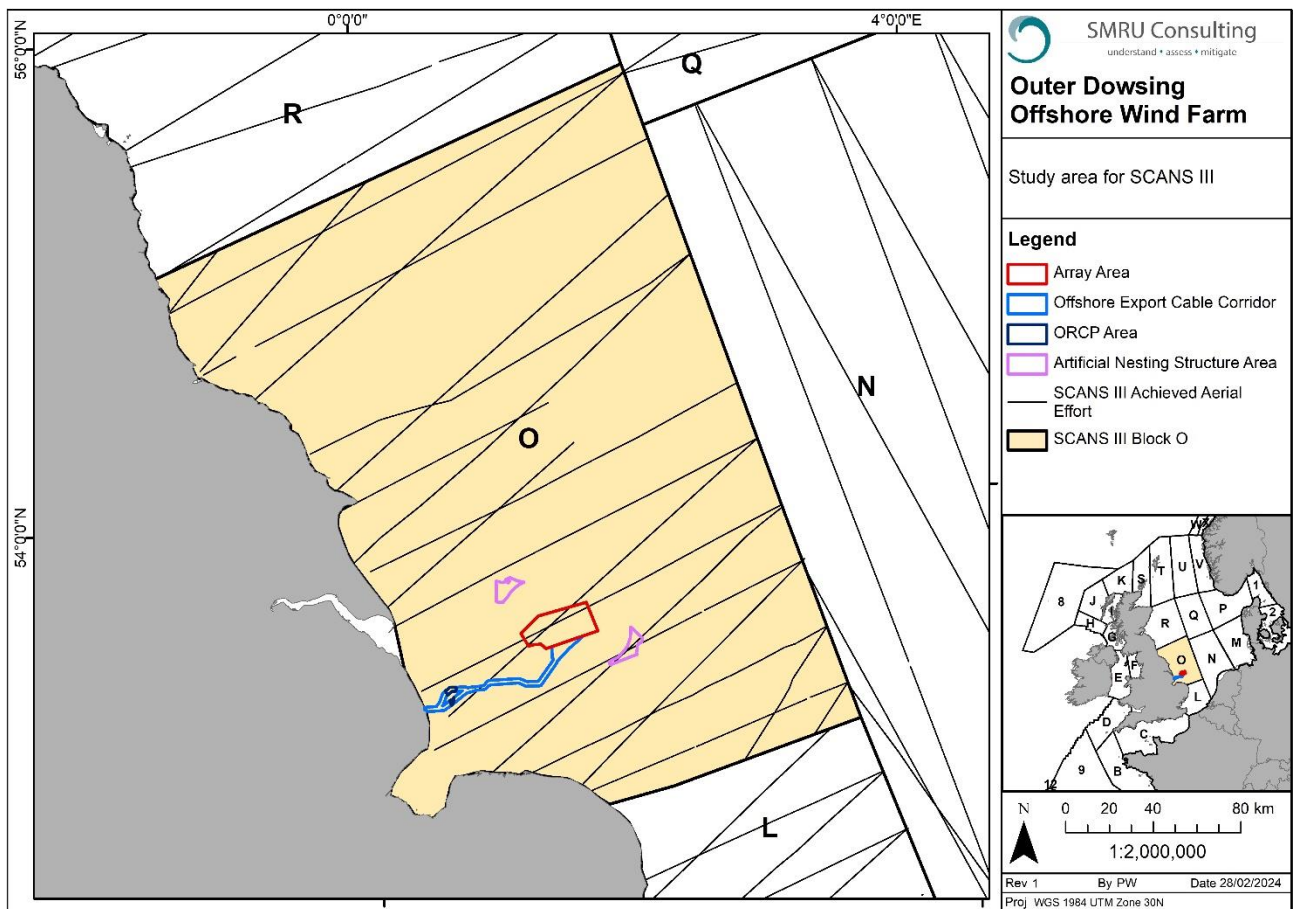 0°0'0"
4°0'0"E
56°0'0"N
54°0'0"N
R
Q
N
O
L
SMRU Consulting
understand • assess • mitigate
Outer Dowsing
Offshore Wind Farm
Study area for SCANS III
Legend
Array Area
Offshore Export Cable Corridor
ORCP Area
Artificial Nesting Structure Area
SCANS III Achieved Aerial
Effort
SCANS III Block O
8
K
S
T
U
V
J
H
G
R
Q
P
1
2
M
O
N
F
E
L
D
C
B
9
12
N
0 20 40 80 km
1:2,000,000
Rev 1 By PW Date 28/02/2024
Proj WGS 1984 UTM Zone 30N